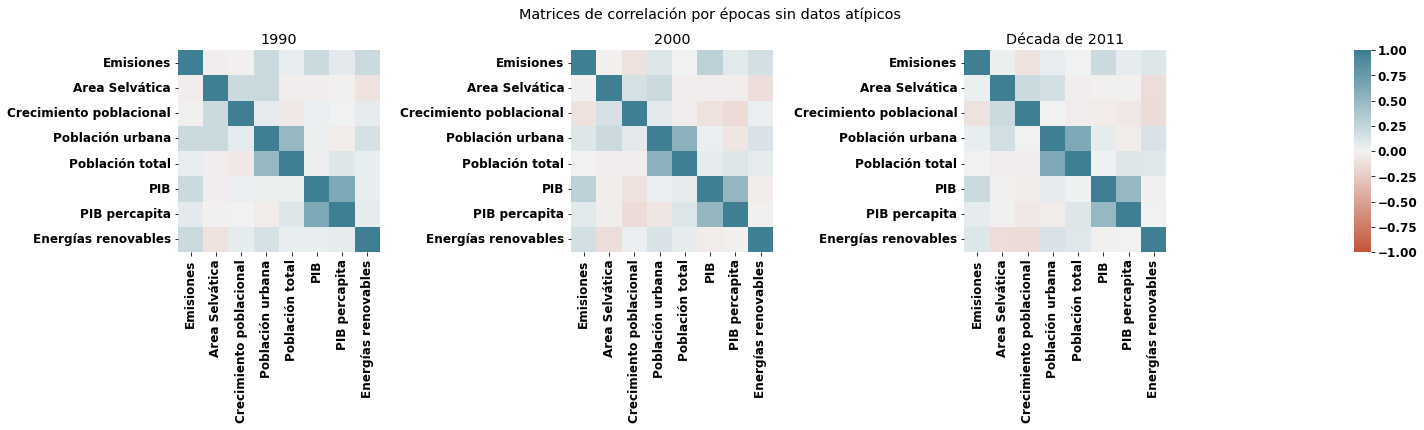 Matrices de correlación por épocas sin datos atípicos
1990
Emisiones
Area Selvática
Crecimiento poblacional
Población urbana
Población total
PIB
PIB percapita
Energías renovables
Emisiones
Area Selvática
Crecimiento poblacional
Población urbana
Población total
PIB
PIB percapita
Energías renovables
2000
Emisiones
Area Selvática
Crecimiento poblacional
Población urbana
Población total
PIB
PIB percapita
Energías renovables
Emisiones
Area Selvática
Crecimiento poblacional
Población urbana
Población total
PIB
PIB percapita
Energías renovables
Década de 2011
Emisiones
Area Selvática
Crecimiento poblacional
Población urbana
Población total
PIB
PIB percapita
Energías renovables
Emisiones
Area Selvática
Crecimiento poblacional
Población urbana
Población total
PIB
PIB percapita
Energías renovables
1.00
0.75
0.50
0.25
0.00
−0.25
−0.50
−0.75
−1.00